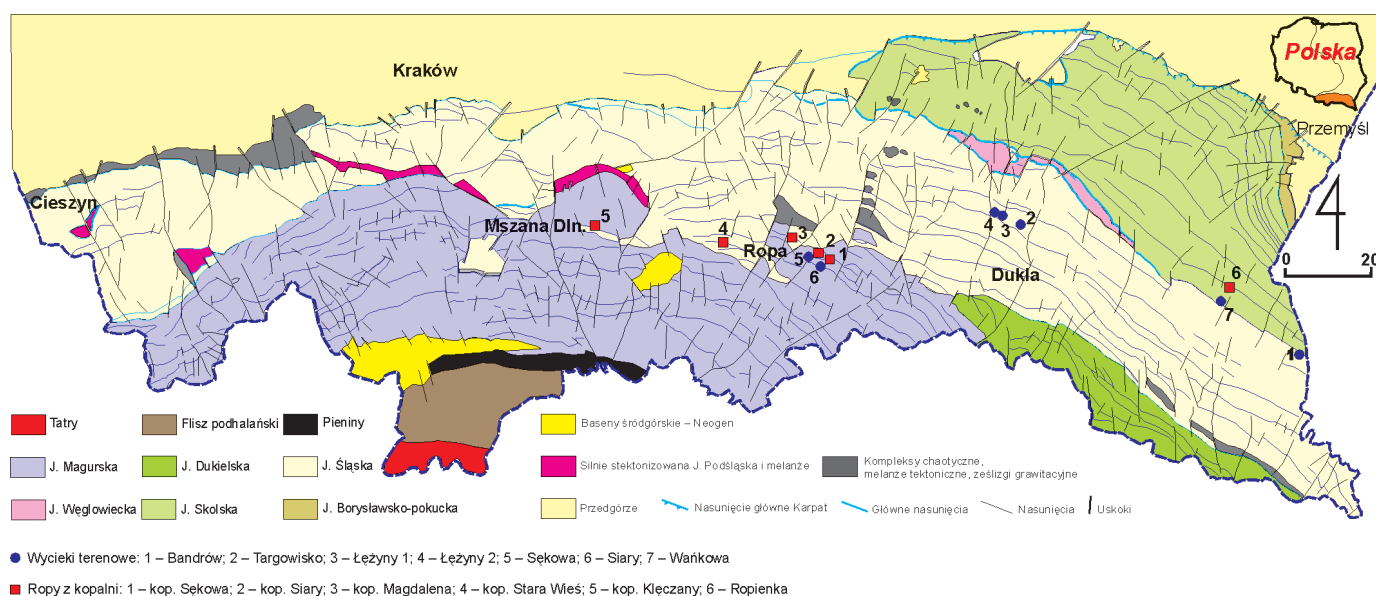 Polska
Kraków
Przemyśl
Cieszyn
Mszana Dln.
5
4
3
Ropa
2
1
5
6
4
3
2
Dukla
6
7
1
0 20
Tatry
Flisz podhalański
Pieniny
Baseny śródgórskie – Neogen
J. Magurska
J. Dukielska
J. Śląska
Silnie stektonizowana J. Podśląska i melanże
Kompleksy chaotyczne,
melanże tektoniczne, ześlizgi grawitacyjne
J. Węglowiecka
J. Skolska
J. Borysławsko-pokucka
Przedgórze
Nasunięcie główne Karpat
Główne nasunięcia
Nasunięcia
Uskoki
Wycieki terenowe: 1 – Bandrów; 2 – Targowisko; 3 – Łężyny 1; 4 – Łężyny 2; 5 – Sękowa; 6 – Siary; 7 – Wańkowa
Ropy z kopalni: 1 – kop. Sękowa; 2 – kop. Siary; 3 – kop. Magdalena; 4 – kop. Stara Wieś; 5 – kop. Klęczany; 6 – Ropienka